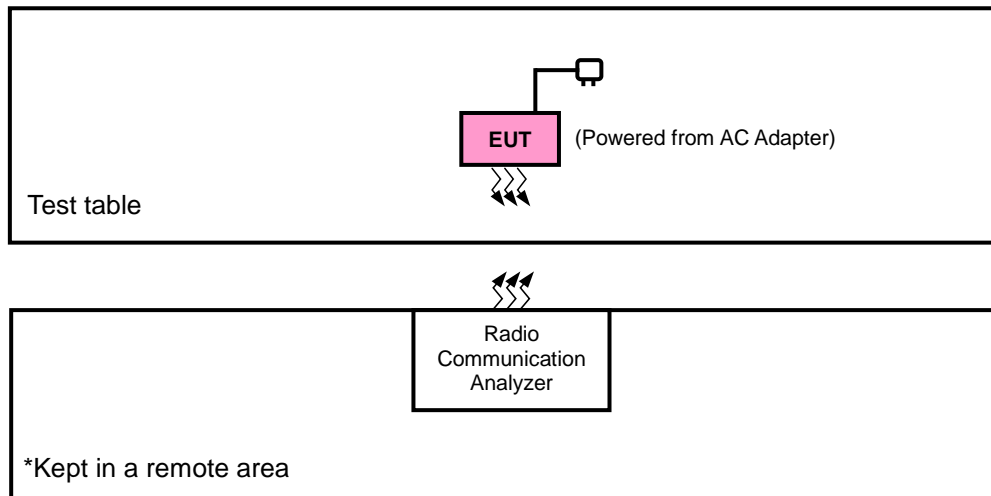 EUT
(Powered from AC Adapter)
Test table
Radio
Communication
Analyzer
*Kept in a remote area